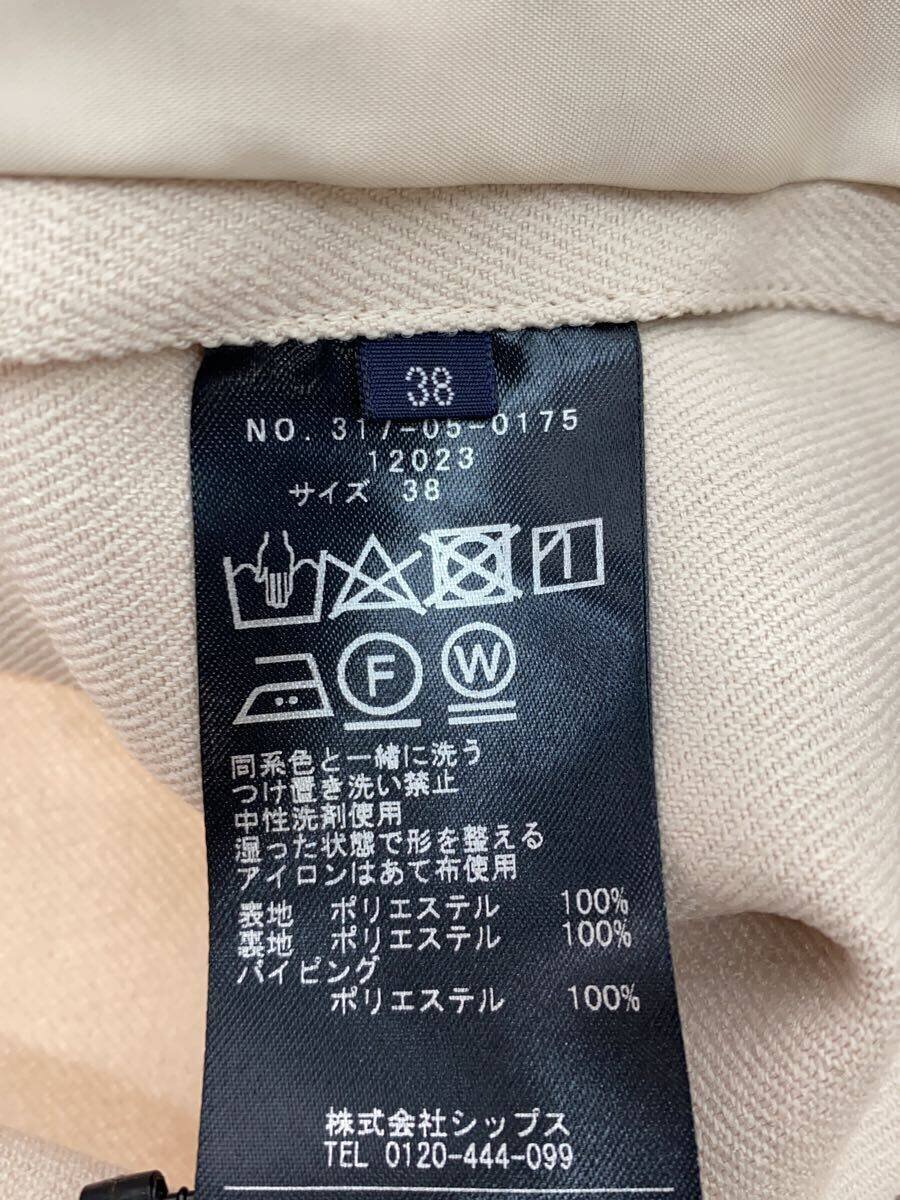 38
NO. 317-05-0175
12023
サイズ 38
F W
同系色と一緒に洗う
つけ置き洗い禁止
中性洗剤使用
湿った状態で形を整える
アイロンはあて布使用
表地 ポリエステル 100%
裏地 ポリエステル 100%
パイピング
ポリエステル 100%
株式会社シップス
TEL 0120-444-099